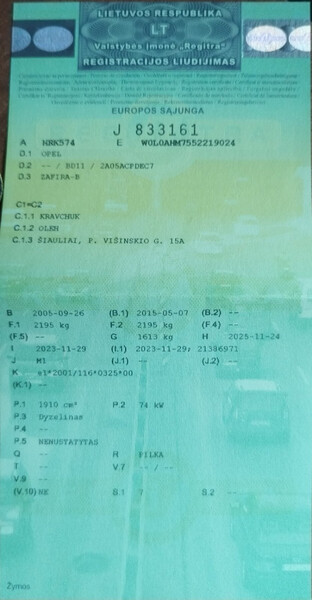 LIETUVOS RESPUBLIKA
LT
Valstybės įmonė „Regitra"
REGISTRACIJOS LIUDIJIMAS
EUROPOS SĄJUNGA
J 833161
A NRK574 E W0L0AHM7552219024
D.1 OPEL
D.2 -- / BD11 / 2A05ACPDEC7
D.3 ZAFIRA-B
C1=C2
C.1.1 KRAVCHUK
C.1.2 OLEH
C.1.3 ŠIAULIAI, P. VIŠINSKIO G. 15A
B 2005-09-26 (B.1) 2015-05-07 (B.2) --
F.1 2195 kg F.2 2195 kg (F.4) --
(F.5) -- G 1613 kg H 2025-11-24
I 2023-11-29 (I.1) 2023-11-29; 21386971
J M1 (J.1) -- (J.2) --
K e1*2001/116*0325*00
(K.1) --
P.1 1910 cm³ P.2 74 kW
P.3 Dyzelinas
P.4 --
P.5 NENUSTATYTAS
Q -- R PILKA
T -- V.7 -- / --
V.9 --
(V.10) NK S.1 7 S.2 --
Žymos